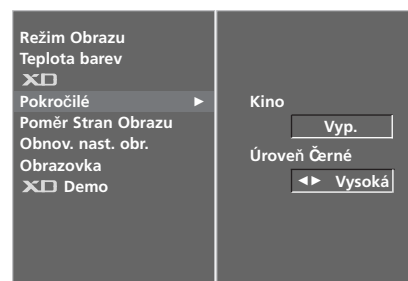 Režim Obrazu
Teplota barev
XD
Pokročilé ►
Poměr Stran Obrazu
Obnov. nast. obr.
Obrazovka
XD Demo
Kino
Vyp.
Úroveň Černé
◄► Vysoká